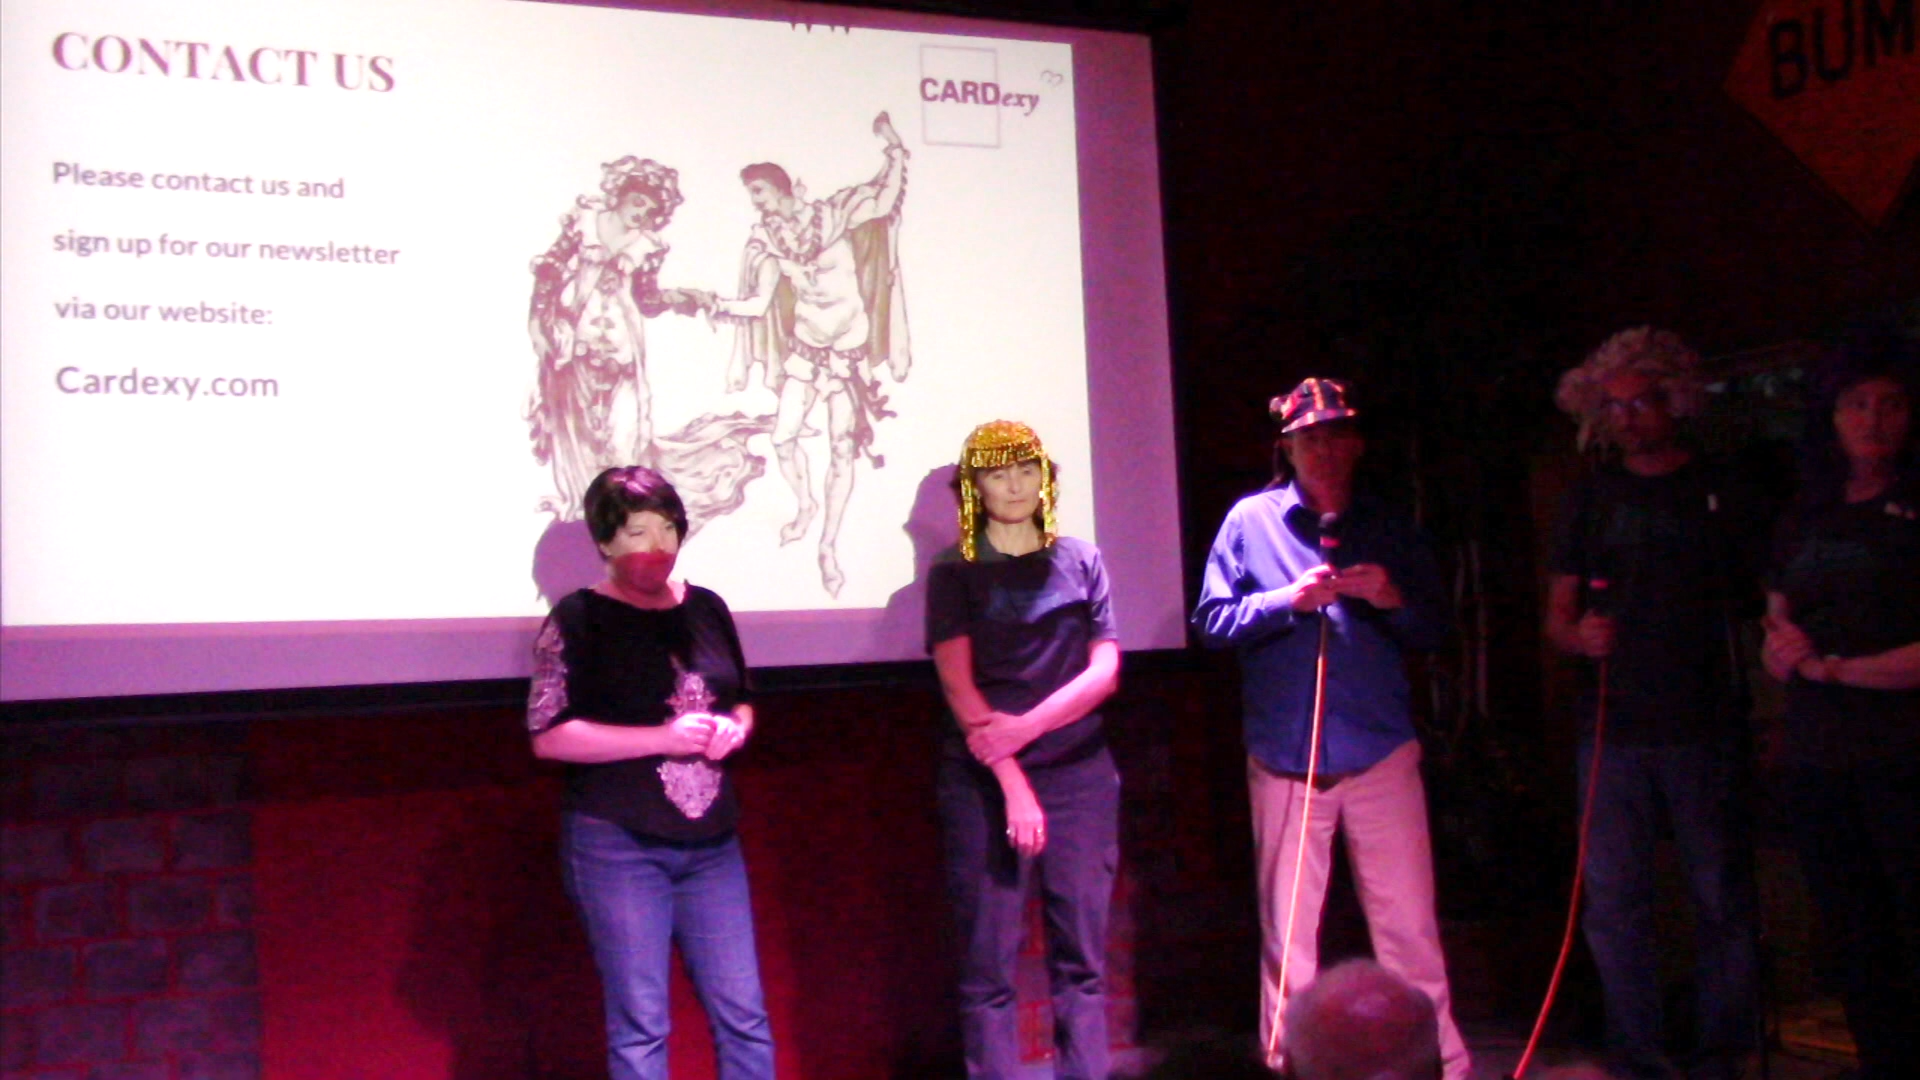 CONTACT US
CARDexy
Please contact us and
sign up for our newsletter
via our website:
Cardexy.com
BUM